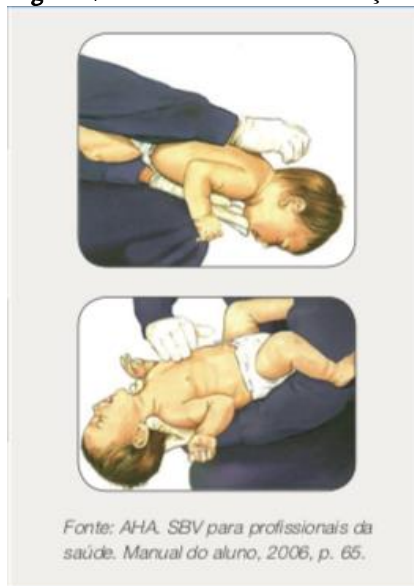 Fonte: AHA. SBV para profissionais da
saúde. Manual do aluno, 2006, p. 65.